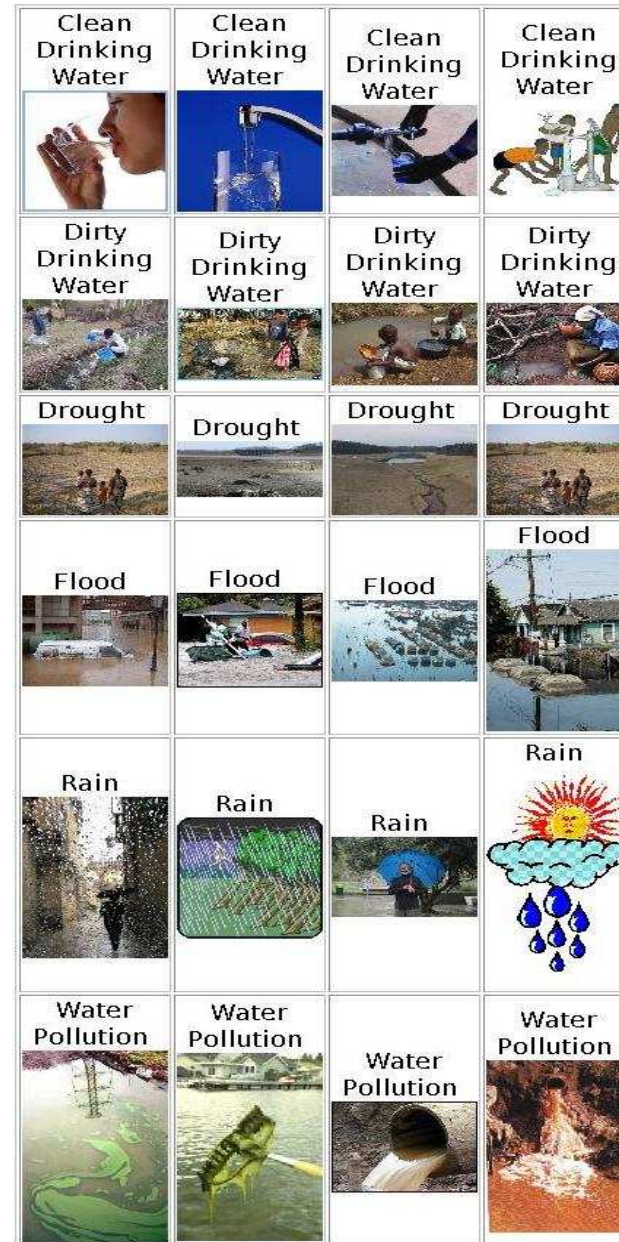 Clean
Drinking
Water
Clean
Drinking
Water
Clean
Drinking
Water
Clean
Drinking
Water
Dirty
Drinking
Water
Dirty
Drinking
Water
Dirty
Drinking
Water
Dirty
Drinking
Water
Drought
Drought
Drought
Drought
Flood
Flood
Flood
Flood
Rain
Rain
Rain
Rain
Water
Pollution
Water
Pollution
Water
Pollution
Water
Pollution